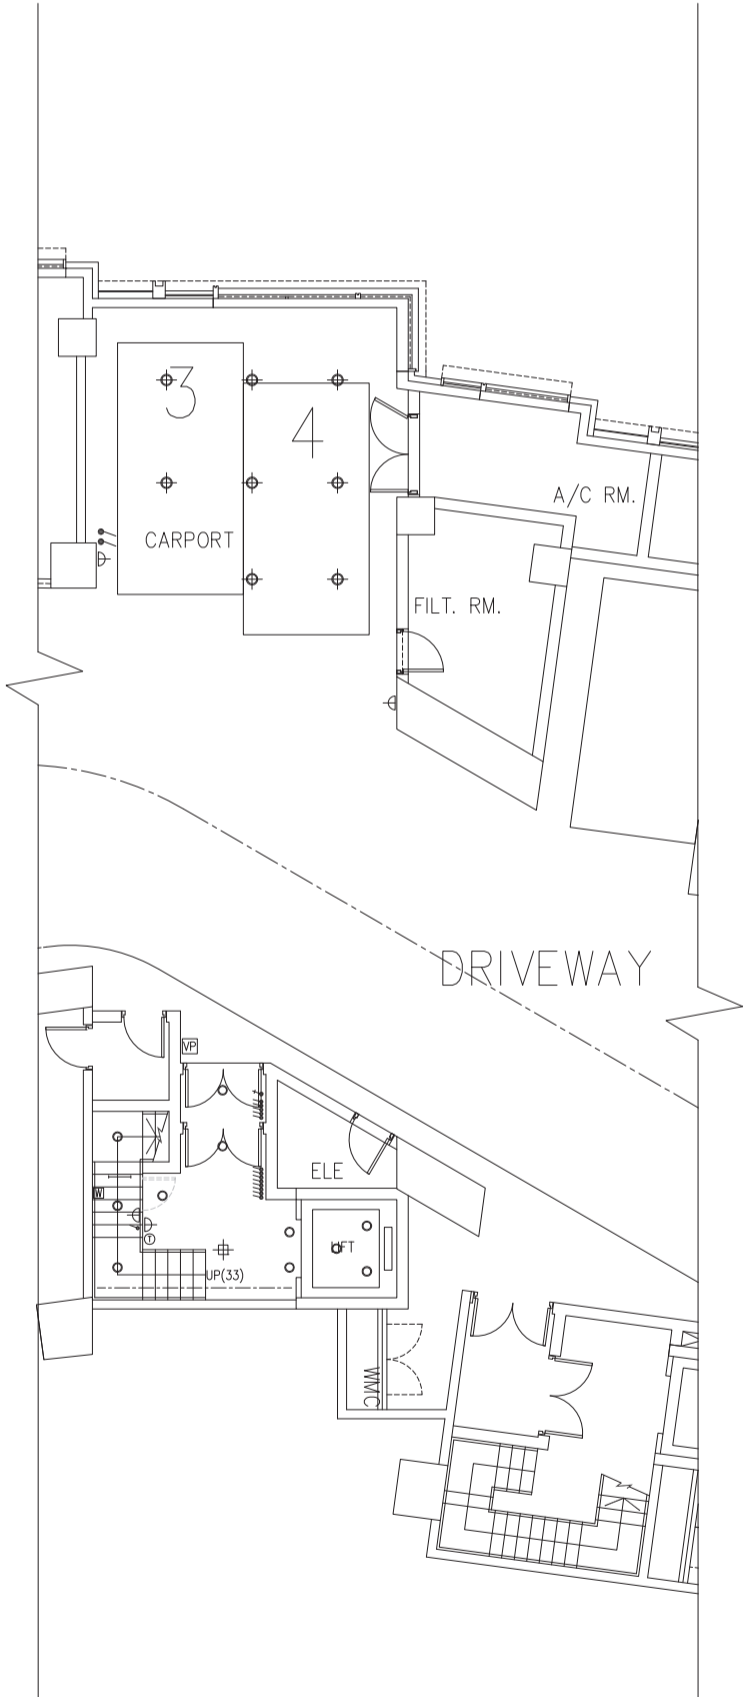 3
4
A/C RM.
CARPORT
FILT. RM.
DRIVEWAY
VP
ELE
W
T
LIFT
UP(33)
WMC